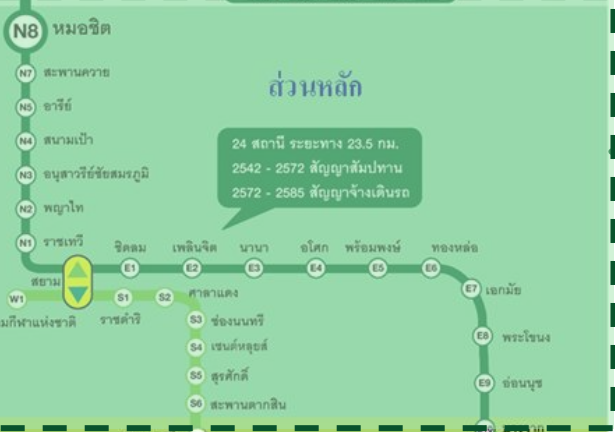 N8 หมอชิต
N7 สะพานควาย
ส่วนหลัก
N5 อารีย์
N4 สนามเป้า
24 สถานี ระยะทาง 23.5 กม.
2542 - 2572 สัญญาสัมปทาน
2572 - 2585 สัญญาจ้างเดินรถ
N3 อนุสาวรีย์ชัยสมรภูมิ
N2 พญาไท
N1 ราชเทวี
ชิดลม เพลินจิต นานา อโศก พร้อมพงษ์ ทองหล่อ
E1 E2 E3 E4 E5 E6
สยาม
E7 เอกมัย
W1 S1 S2 ศาลาแดง
มกีฬาแห่งชาติ ราชดำริ
S3 ช่องนนทรี
E8 พระโขนง
S4 เซนต์หลุยส์
S5 สุรศักดิ์
E9 อ่อนนุช
S6 สะพานตากสิน